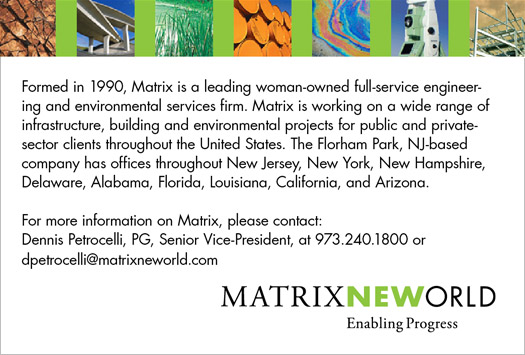 Formed in 1990, Matrix is a leading woman-owned full-service engineer-
ing and environmental services firm. Matrix is working on a wide range of
infrastructure, building and environmental projects for public and private-
sector clients throughout the United States. The Florham Park, NJ-based
company has offices throughout New Jersey, New York, New Hampshire,
Delaware, Alabama, Florida, Louisiana, California, and Arizona.
For more information on Matrix, please contact:
Dennis Petrocelli, PG, Senior Vice-President, at 973.240.1800 or
dpetrocelli@matrixneworld.com
MATRIXNEWORLD
Enabling Progress